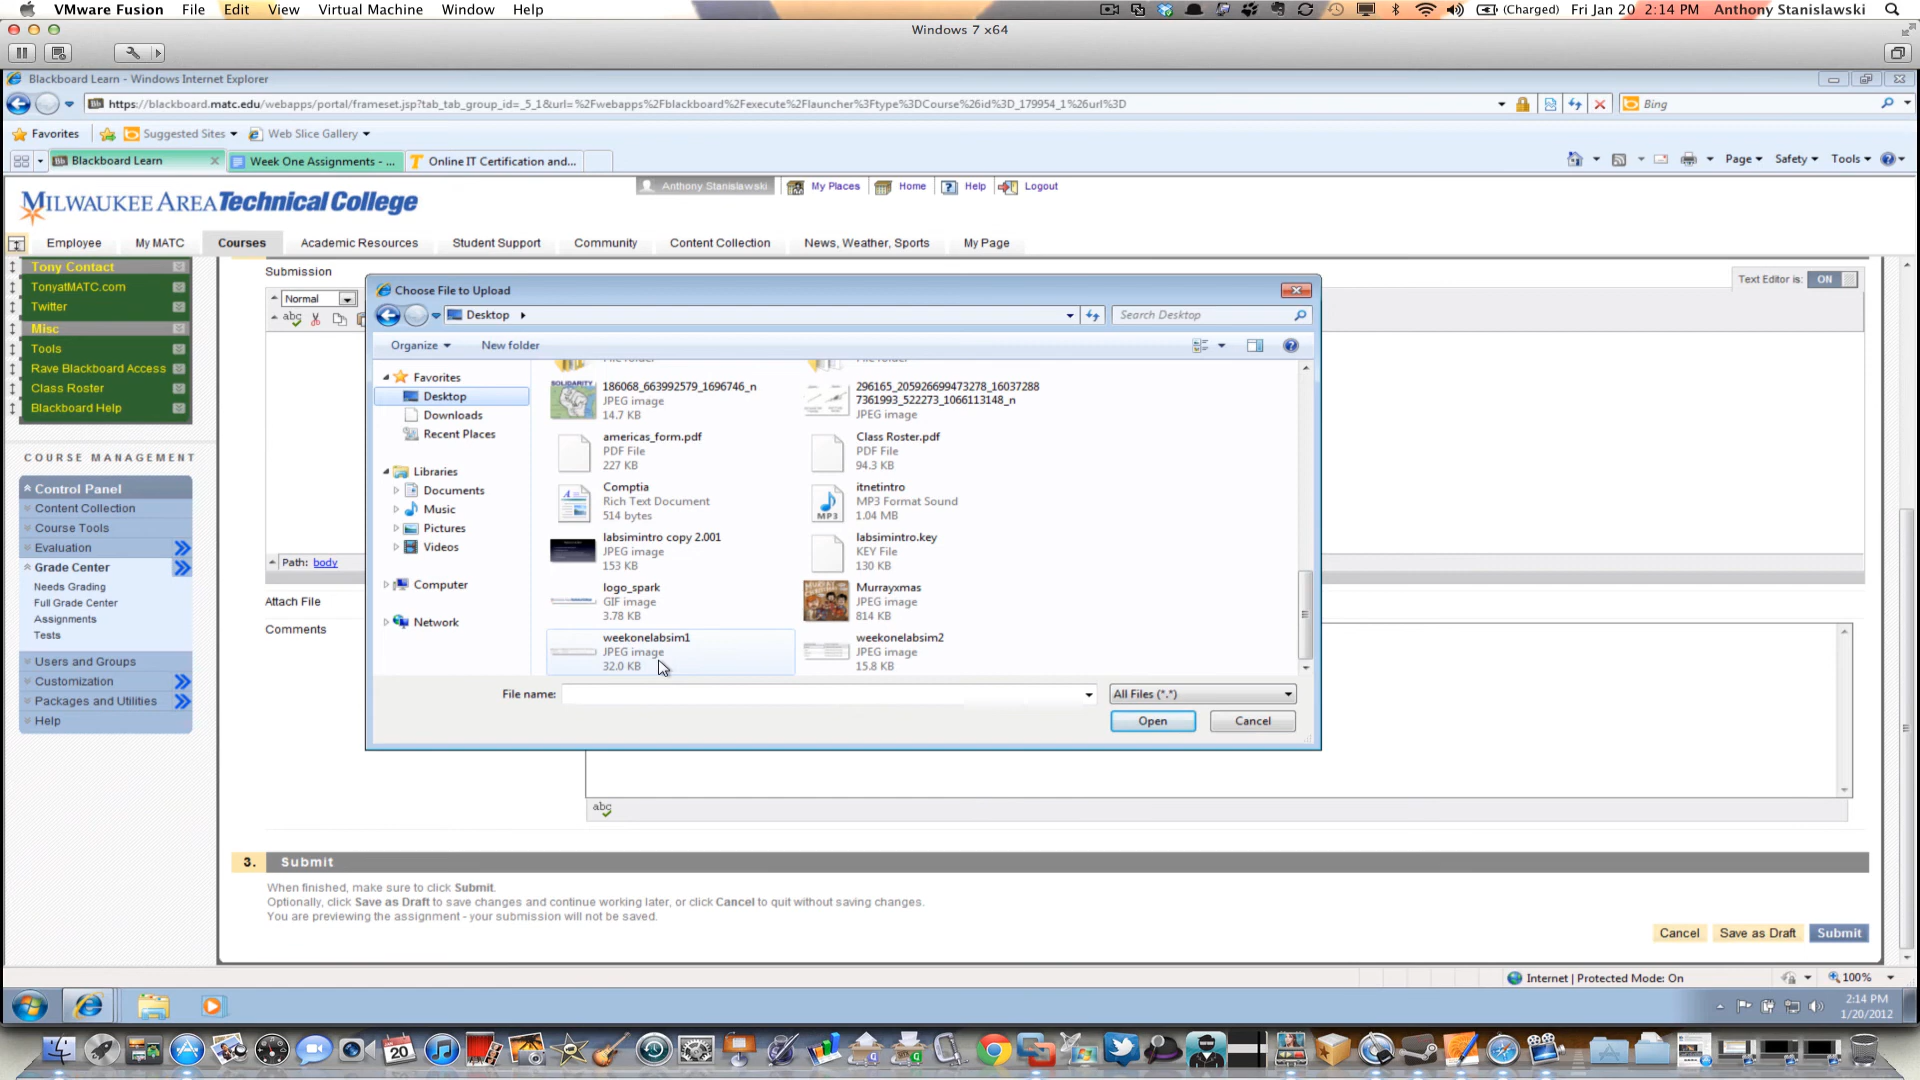 VMware Fusion File Edit View Virtual Machine Window Help
(Charged) Fri Jan 20 2:14 PM Anthony Stanislawski
Windows 7 x64
Blackboard Learn - Windows Internet Explorer
https://blackboard.matc.edu/webapps/portal/frameset.jsp?tab_tab_group_id=_5_1&url=%2Fwebapps%2Fblackboard%2Fexecute%2Flauncher%3Ftype%3DCourse%26id%3D_179954_1%26url%3D
Bing
Favorites Suggested Sites Web Slice Gallery
Blackboard Learn Week One Assignments - ... Online IT Certification and...
Page Safety Tools
MILWAUKEE AREA Technical College
Anthony Stanislawski My Places Home Help Logout
Employee My MATC Courses Academic Resources Student Support Community Content Collection News, Weather, Sports My Page
Tony Contact
TonyatMATC.com
Twitter
Misc
Tools
Rave Blackboard Access
Class Roster
Blackboard Help
COURSE MANAGEMENT
Control Panel
Content Collection
Course Tools
Evaluation
Grade Center
Needs Grading
Full Grade Center
Assignments
Tests
Users and Groups
Customization
Packages and Utilities
Help
Submission
Text Editor is: ON
Normal
abc
Path: body
Attach File
Comments
Choose File to Upload
Desktop
Search Desktop
Organize New folder
Favorites
Desktop
Downloads
Recent Places
Libraries
Documents
Music
Pictures
Videos
Computer
Network
File folder File folder
SOLIDARITY
186068_663992579_1696746_n
JPEG image
14.7 KB
296165_205926699473278_16037288
7361993_522273_1066113148_n
JPEG image
americas_form.pdf
PDF File
227 KB
Class Roster.pdf
PDF File
94.3 KB
Comptia
Rich Text Document
514 bytes
MP3
itnetintro
MP3 Format Sound
1.04 MB
labsimintro copy 2.001
JPEG image
153 KB
labsimintro.key
KEY File
130 KB
logo_spark
GIF image
3.78 KB
Murrayxmas
JPEG image
814 KB
weekonelabsim1
JPEG image
32.0 KB
weekonelabsim2
JPEG image
15.8 KB
File name:
All Files (*.*)
Open Cancel
abc
3. Submit
When finished, make sure to click Submit.
Optionally, click Save as Draft to save changes and continue working later, or click Cancel to quit without saving changes.
You are previewing the assignment - your submission will not be saved.
Cancel Save as Draft Submit
Internet | Protected Mode: On
100%
2:14 PM
1/20/2012
20